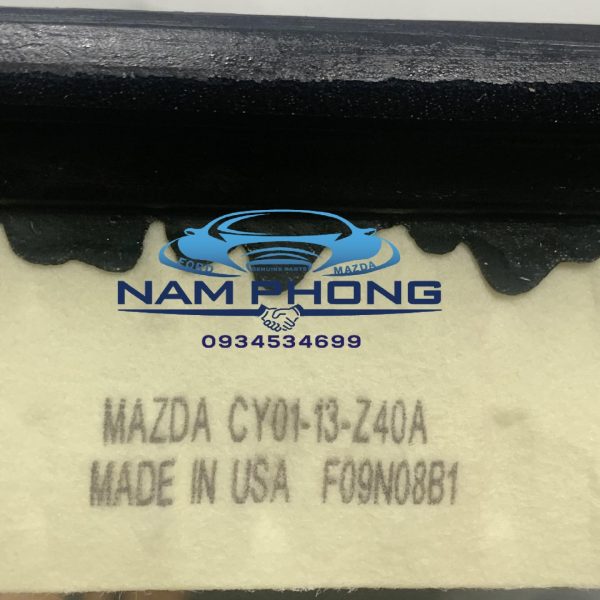 FORD
GENUINE PARTS
MAZDA
NAM PHONG
0934534699
MAZDA CY01-13-Z40A
MADE IN USA F09N08B1